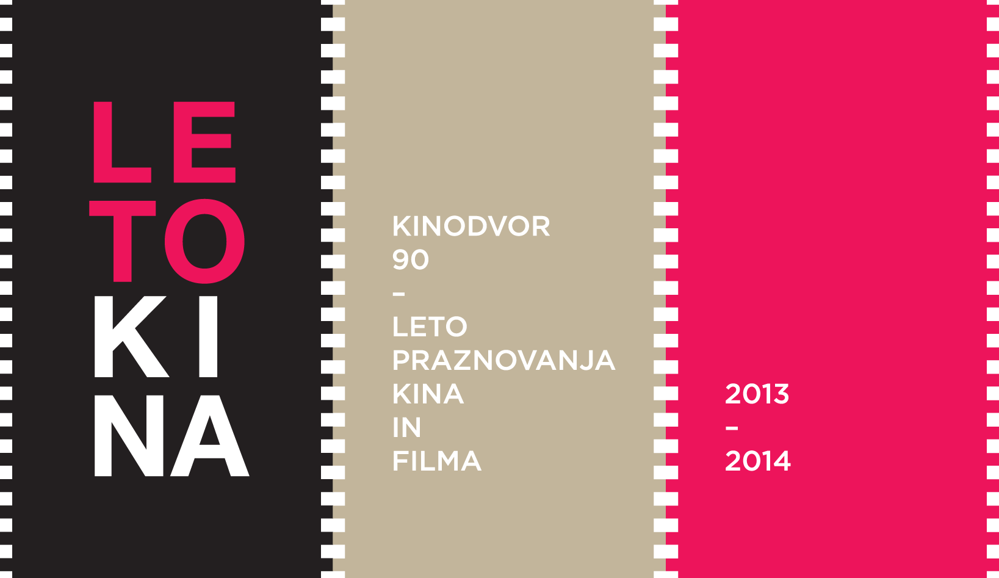 LE
TO
KI
NA
KINODVOR
90
–
LETO
PRAZNOVANJA
KINA
IN
FILMA
2013
–
2014